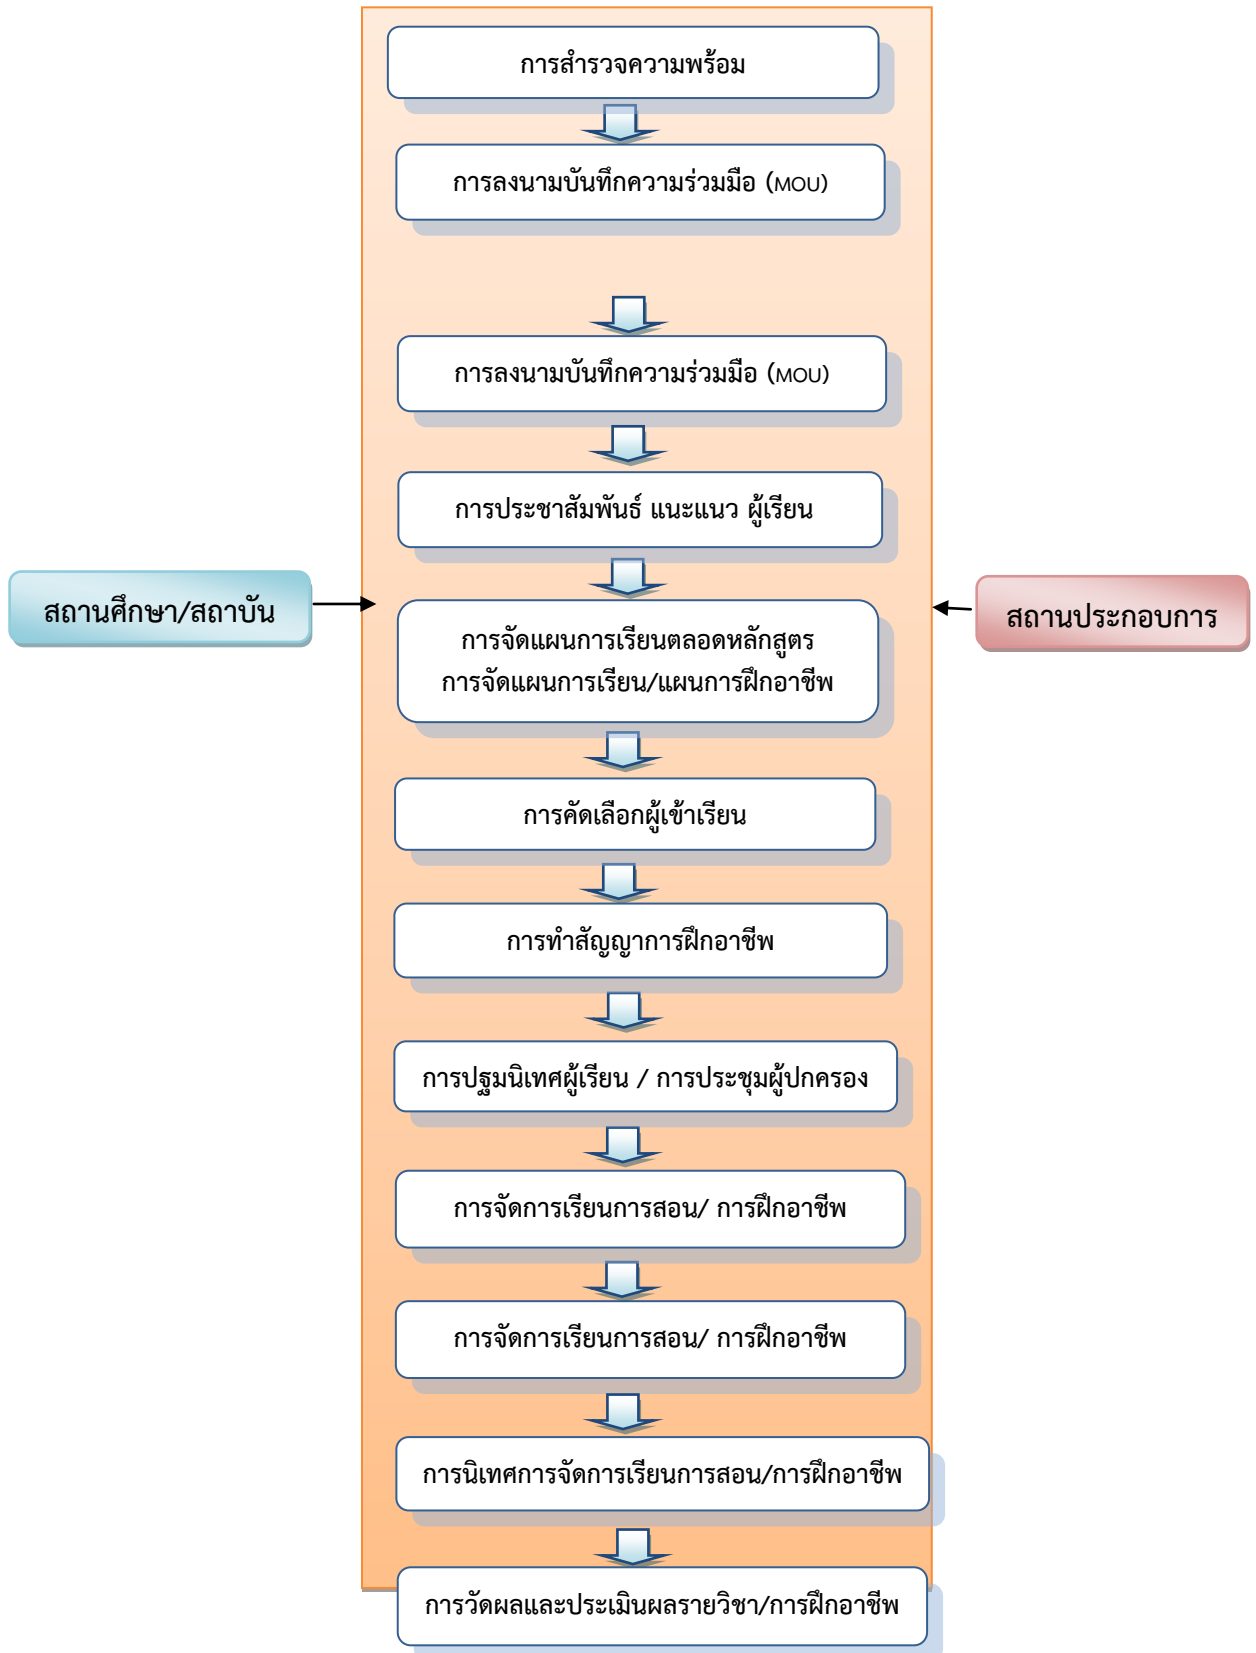 การสำรวจความพร้อม
การลงนามบันทึกความร่วมมือ (MOU)
การลงนามบันทึกความร่วมมือ (MOU)
การประชาสัมพันธ์ แนะแนว ผู้เรียน
สถานศึกษา/สถาบัน
สถานประกอบการ
การจัดแผนการเรียนตลอดหลักสูตร
การจัดแผนการเรียน/แผนการฝึกอาชีพ
การคัดเลือกผู้เข้าเรียน
การทำสัญญาการฝึกอาชีพ
การปฐมนิเทศผู้เรียน / การประชุมผู้ปกครอง
การจัดการเรียนการสอน/ การฝึกอาชีพ
การจัดการเรียนการสอน/ การฝึกอาชีพ
การนิเทศการจัดการเรียนการสอน/การฝึกอาชีพ
การวัดผลและประเมินผลรายวิชา/การฝึกอาชีพ